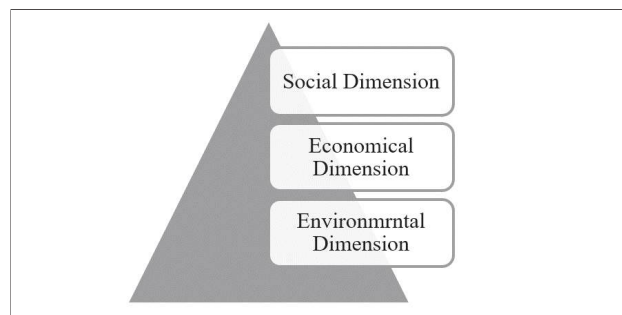 Social Dimension
Economical
Dimension
Environmrntal
Dimension